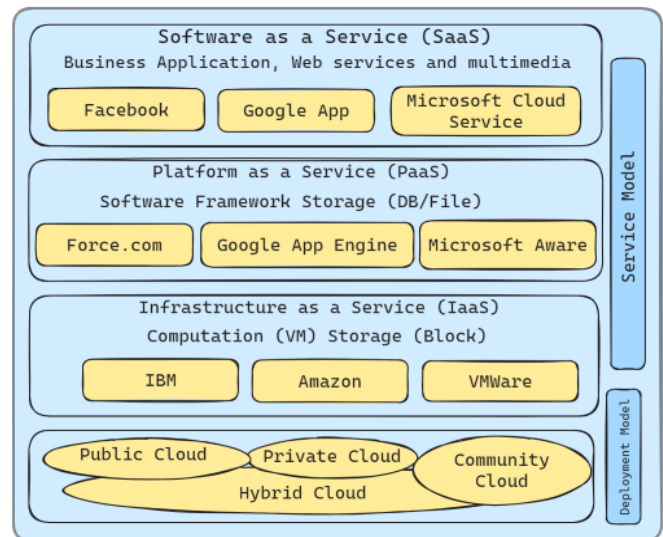 Software as a Service (SaaS)
Business Application, Web services and multimedia
Facebook
Google App
Microsoft Cloud
Service
Platform as a Service (PaaS)
Software Framework Storage (DB/File)
Force.com
Google App Engine
Microsoft Aware
Infrastructure as a Service (IaaS)
Computation (VM) Storage (Block)
IBM
Amazon
VMWare
Service Model
Public Cloud
Private Cloud
Community
Cloud
Hybrid Cloud
Deployment Model